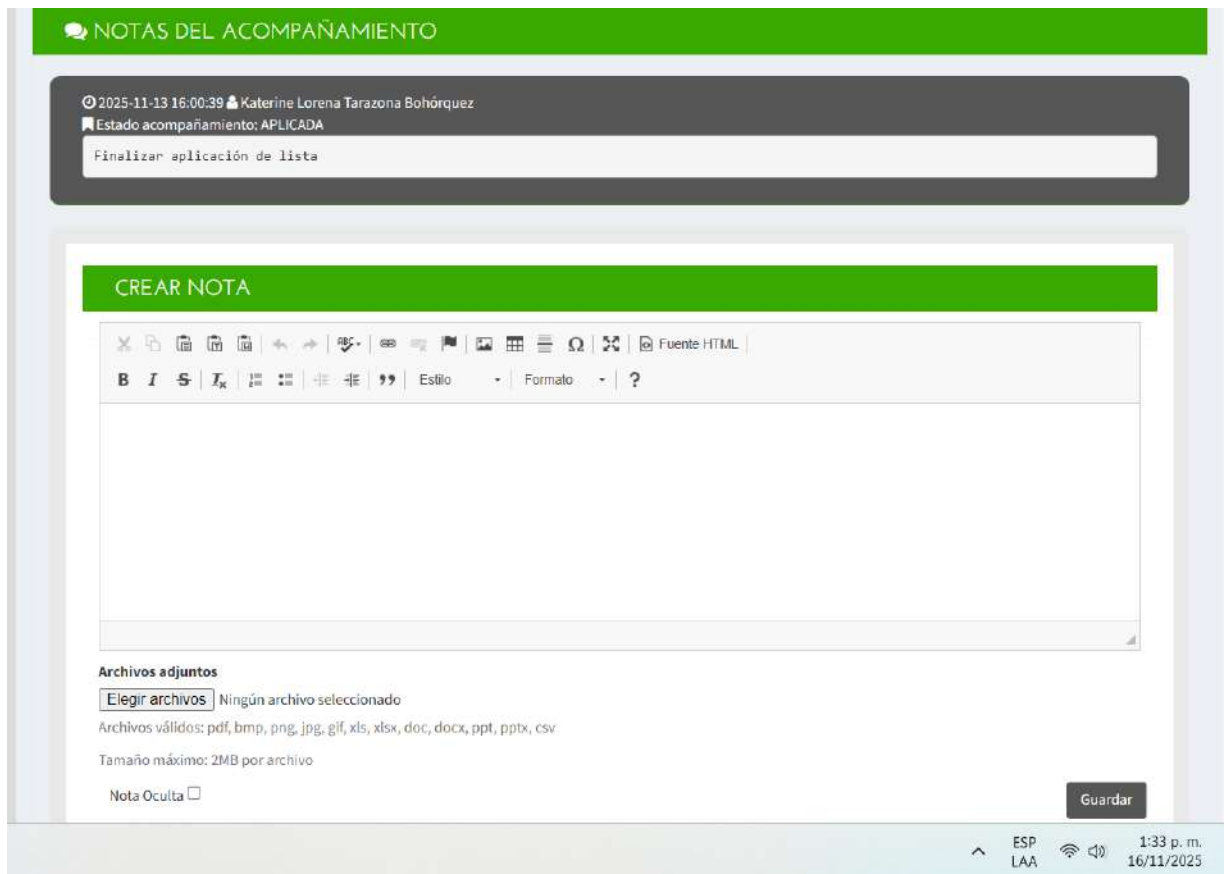 NOTAS DEL ACOMPAÑAMIENTO
2025-11-13 16:00:39 Katerine Lorena Tarazona Bohórquez
Estado acompañamiento: APLICADA
Finalizar aplicación de lista
CREAR NOTA
ABC Ω Fuente HTML
B I S Ix Estilo Formato ?
Archivos adjuntos
Elegir archivos Ningún archivo seleccionado
Archivos válidos: pdf, bmp, png, jpg, gif, xls, xlsx, doc, docx, ppt, pptx, csv
Tamaño máximo: 2MB por archivo
Nota Oculta
Guardar
ESP 1:33 p. m.
LAA 16/11/2025